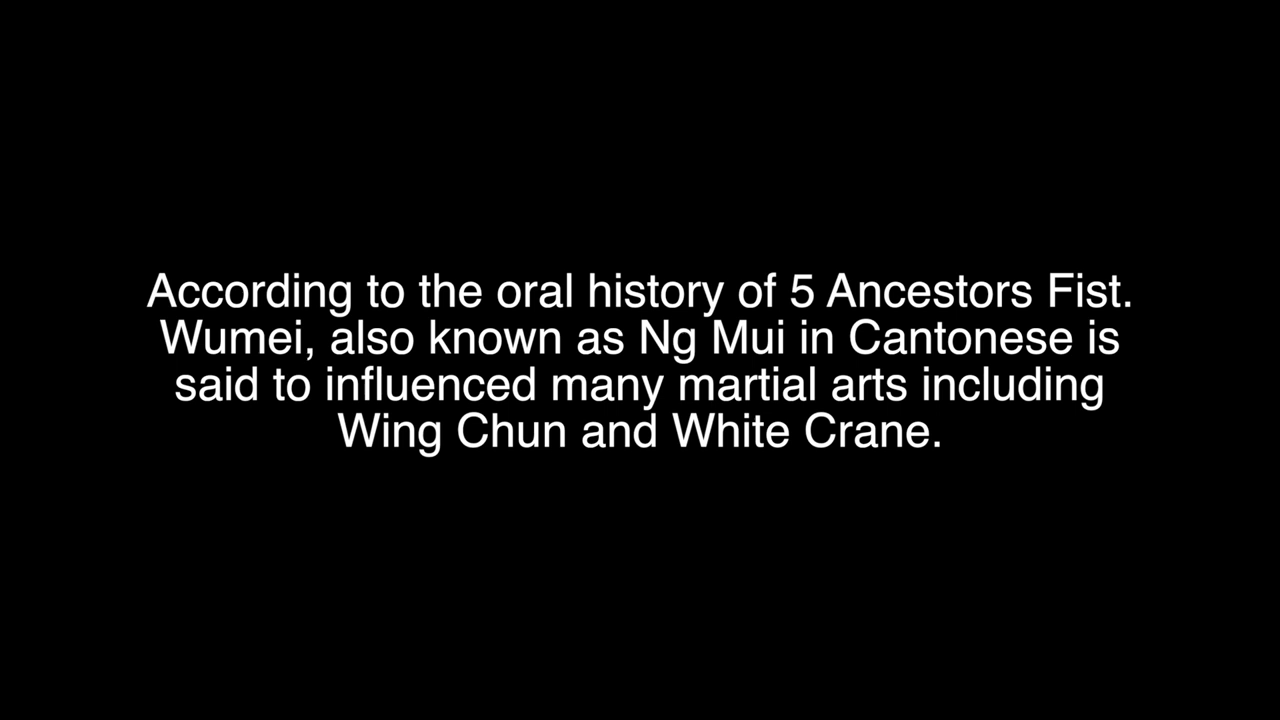 According to the oral history of 5 Ancestors Fist.
Wumei, also known as Ng Mui in Cantonese is
said to influenced many martial arts including
Wing Chun and White Crane.